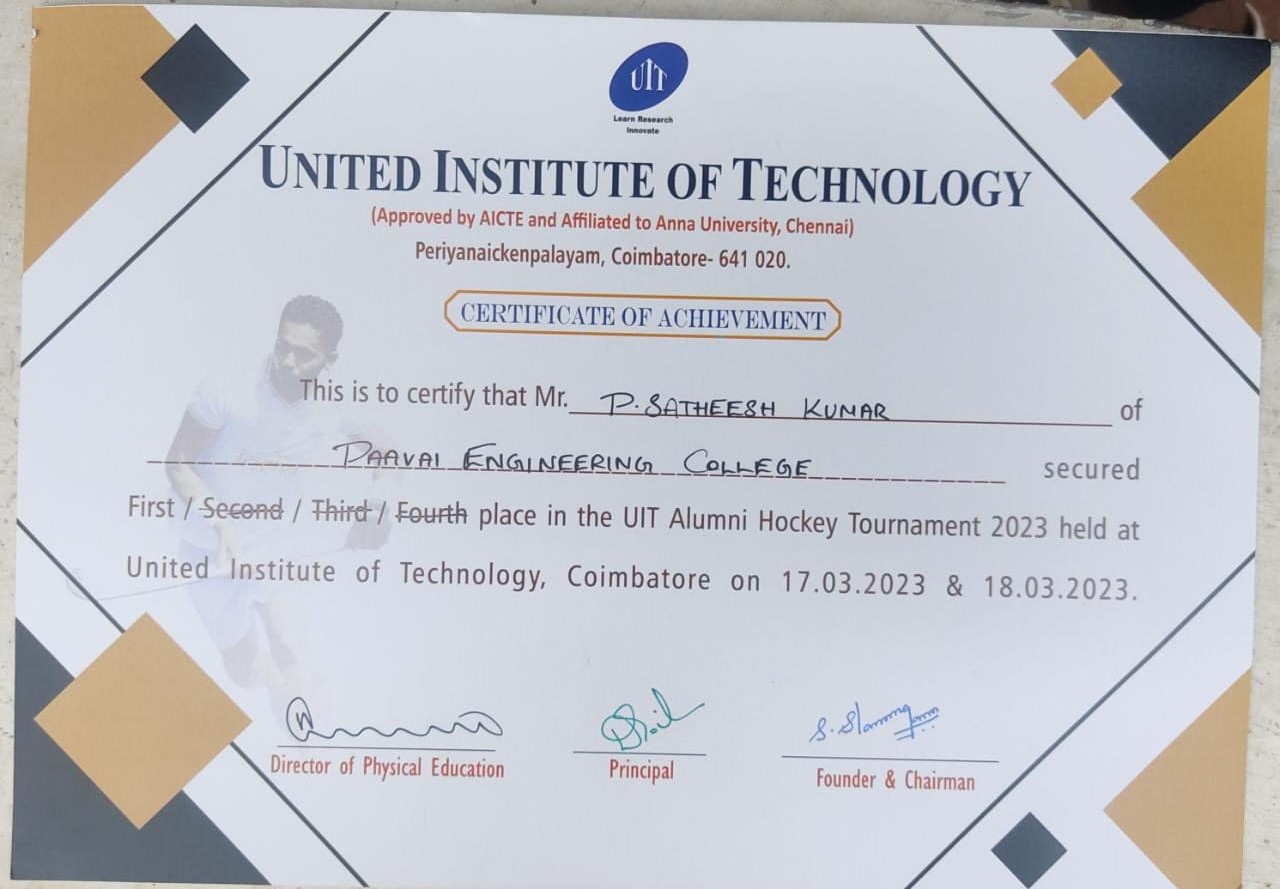 UIT
Learn Research
Innovate
UNITED INSTITUTE OF TECHNOLOGY
(Approved by AICTE and Affiliated to Anna University, Chennai)
Periyanaickenpalayam, Coimbatore- 641 020.
CERTIFICATE OF ACHIEVEMENT
This is to certify that Mr. P. SATHEESH KUMAR of
PAAVAI ENGINEERING COLLEGE secured
First / Second / Third / Fourth place in the UIT Alumni Hockey Tournament 2023 held at
United Institute of Technology, Coimbatore on 17.03.2023 & 18.03.2023.
Director of Physical Education Principal Founder & Chairman